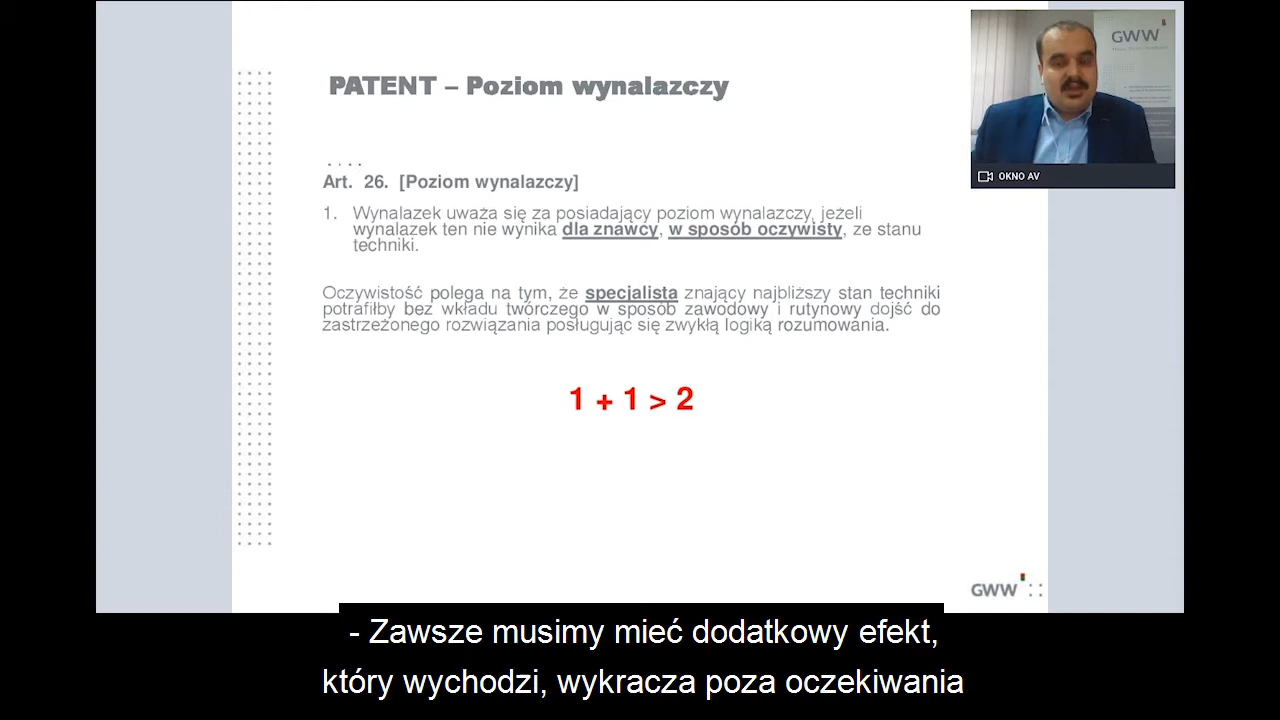 PATENT – Poziom wynalazczy
GWW
OKNO AV
Art. 26. [Poziom wynalazczy]
1. Wynalazek uważa się za posiadający poziom wynalazczy, jeżeli
wynalazek ten nie wynika dla znawcy, w sposób oczywisty, ze stanu
techniki.
Oczywistość polega na tym, że specjalista znający najbliższy stan techniki
potrafiłby bez wkładu twórczego w sposób zawodowy i rutynowy dojść do
zastrzeżonego rozwiązania posługując się zwykłą logiką rozumowania.
1 + 1 > 2
GWW
- Zawsze musimy mieć dodatkowy efekt,
który wychodzi, wykracza poza oczekiwania